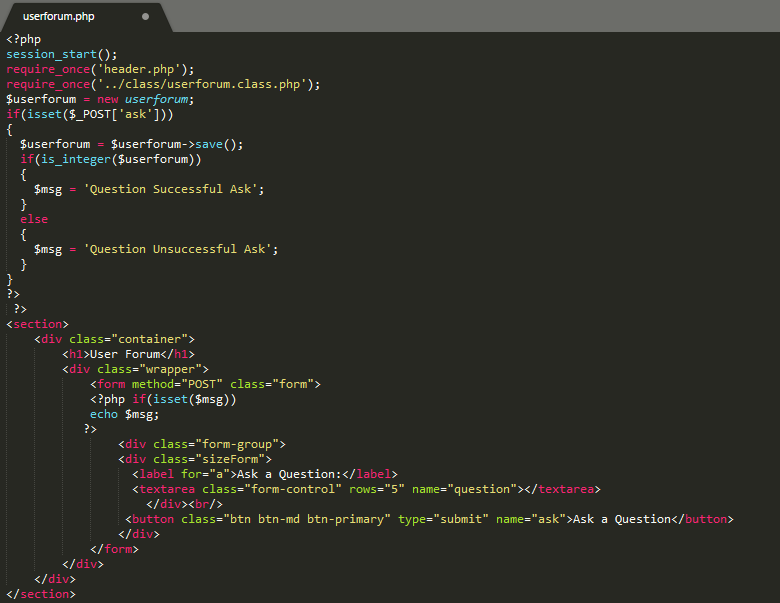 userforum.php
<?php
session_start();
require_once('header.php');
require_once('../class/userforum.class.php');
$userforum = new userforum;
if(isset($_POST['ask']))
{
  $userforum = $userforum->save();
  if(is_integer($userforum))
  {
    $msg = 'Question Successful Ask';
  }
  else
  {
    $msg = 'Question Unsuccessful Ask';
  }
}
?>
 ?>
<section>
    <div class="container">
        <h1>User Forum</h1>
        <div class="wrapper">
            <form method="POST" class="form">
            <?php if(isset($msg))
            echo $msg;
           ?>
                <div class="form-group">
                <div class="sizeForm">
                  <label for="a">Ask a Question:</label>
                  <textarea class="form-control" rows="5" name="question"></textarea>
                    </div><br/>
                 <button class="btn btn-md btn-primary" type="submit" name="ask">Ask a Question</button>
                </div>
            </form>
        </div>
    </div>
</section>